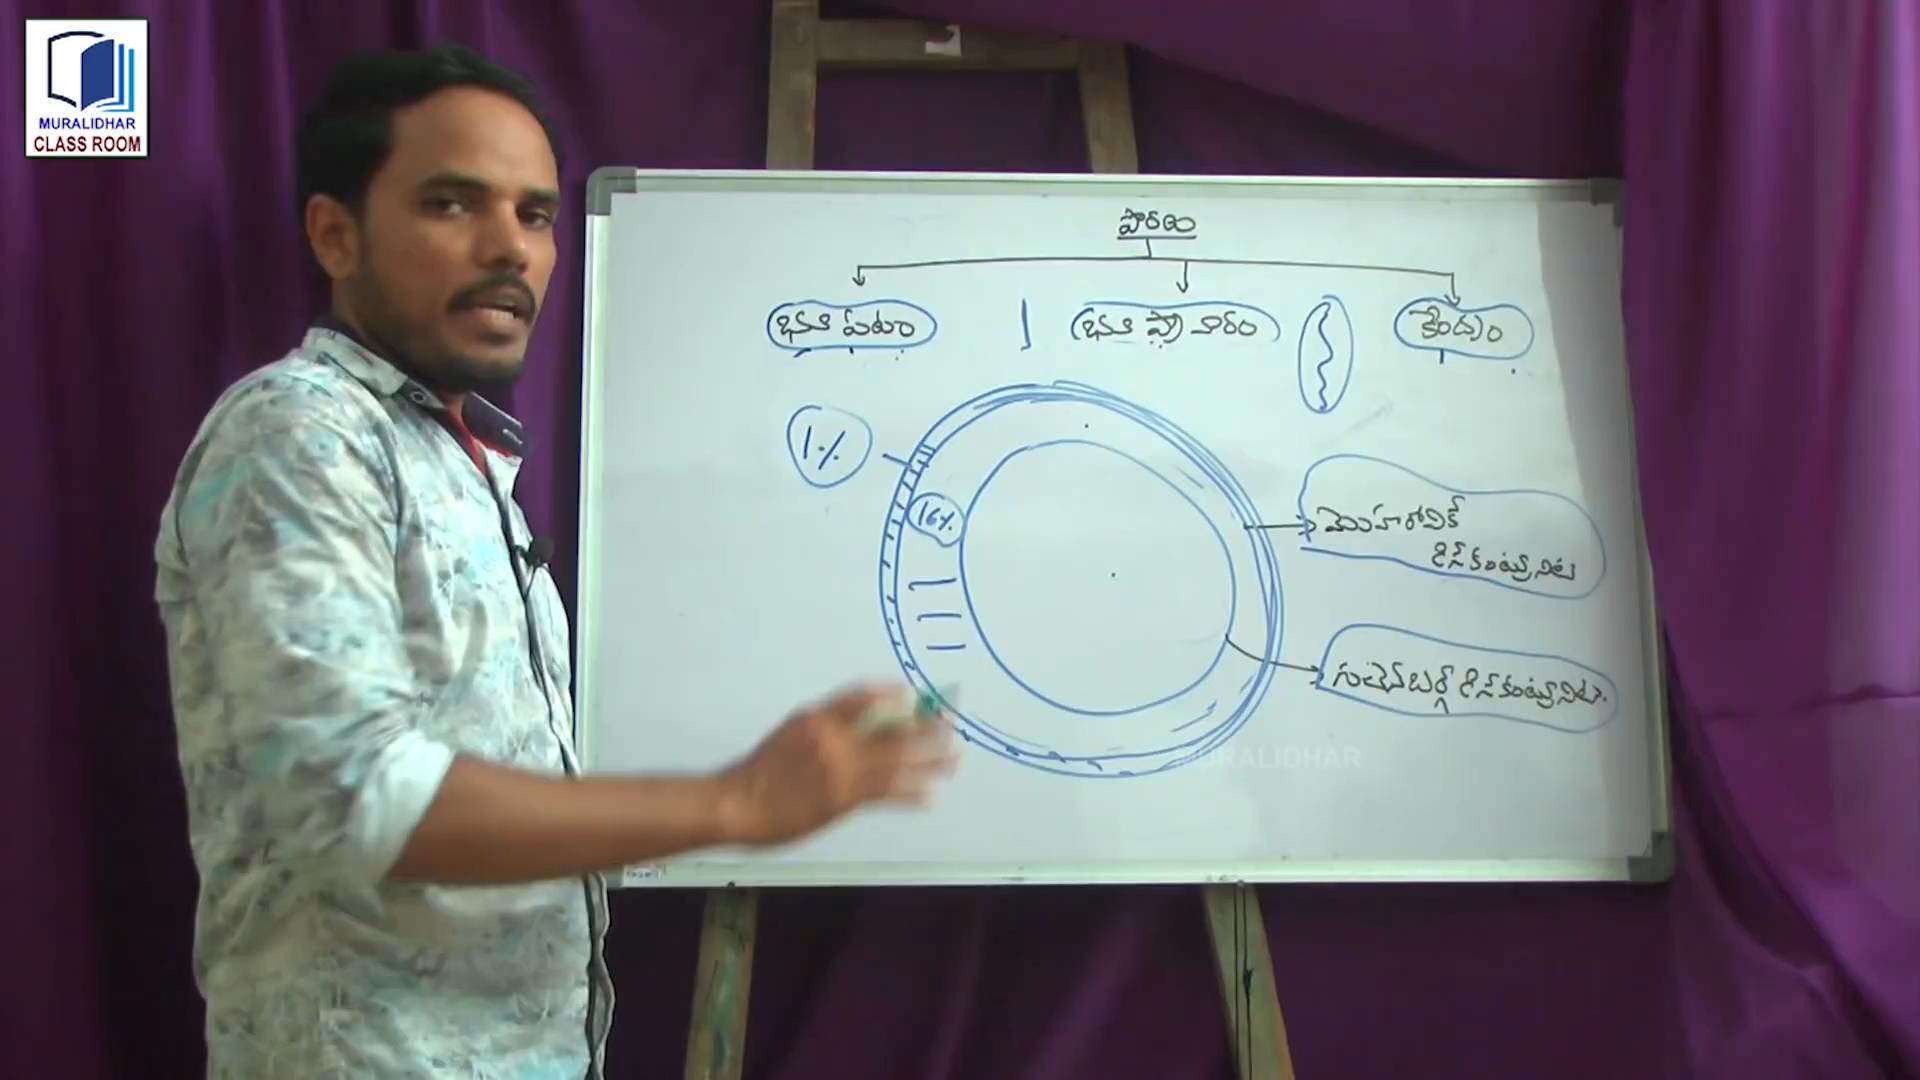 MURALIDHAR
CLASS ROOM
పొరలు
భూ పటలం
భూ ప్రావారం
కేంద్రం
1%
16%
మొహరోవికే
డిస్‌కంట్యూనిటి
గుటెన్‌బర్గ్ డిస్‌కంట్యూనిటి.
MURALIDHAR